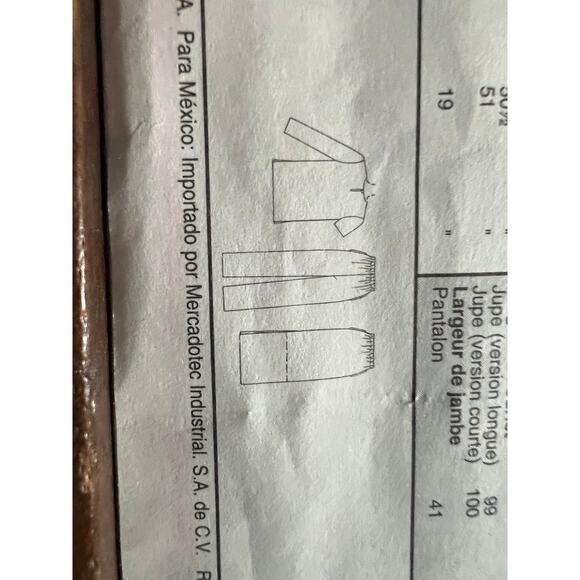 51 " Jupe (version longue) 99
Jupe (version courte) 100
Largeur de jambe
19 " Pantalon 41
A. Para México: Importado por Mercadotec Industrial. S.A. de C.V. R